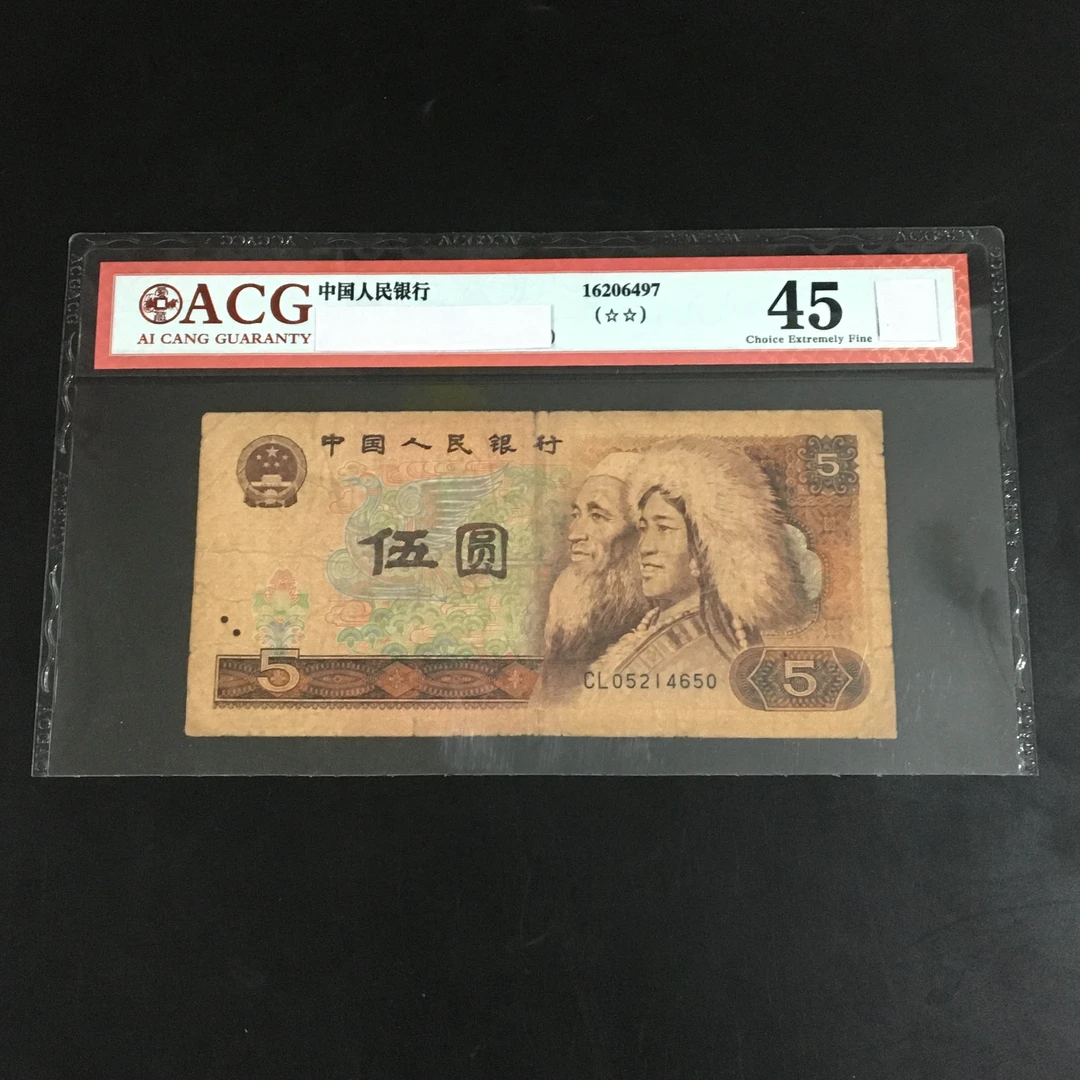 ACG
AI CANG GUARANTY
中国人民银行
16206497
(☆☆)
45
Choice Extremely Fine
中国人民银行
5
伍圆
5
CL05214650
5